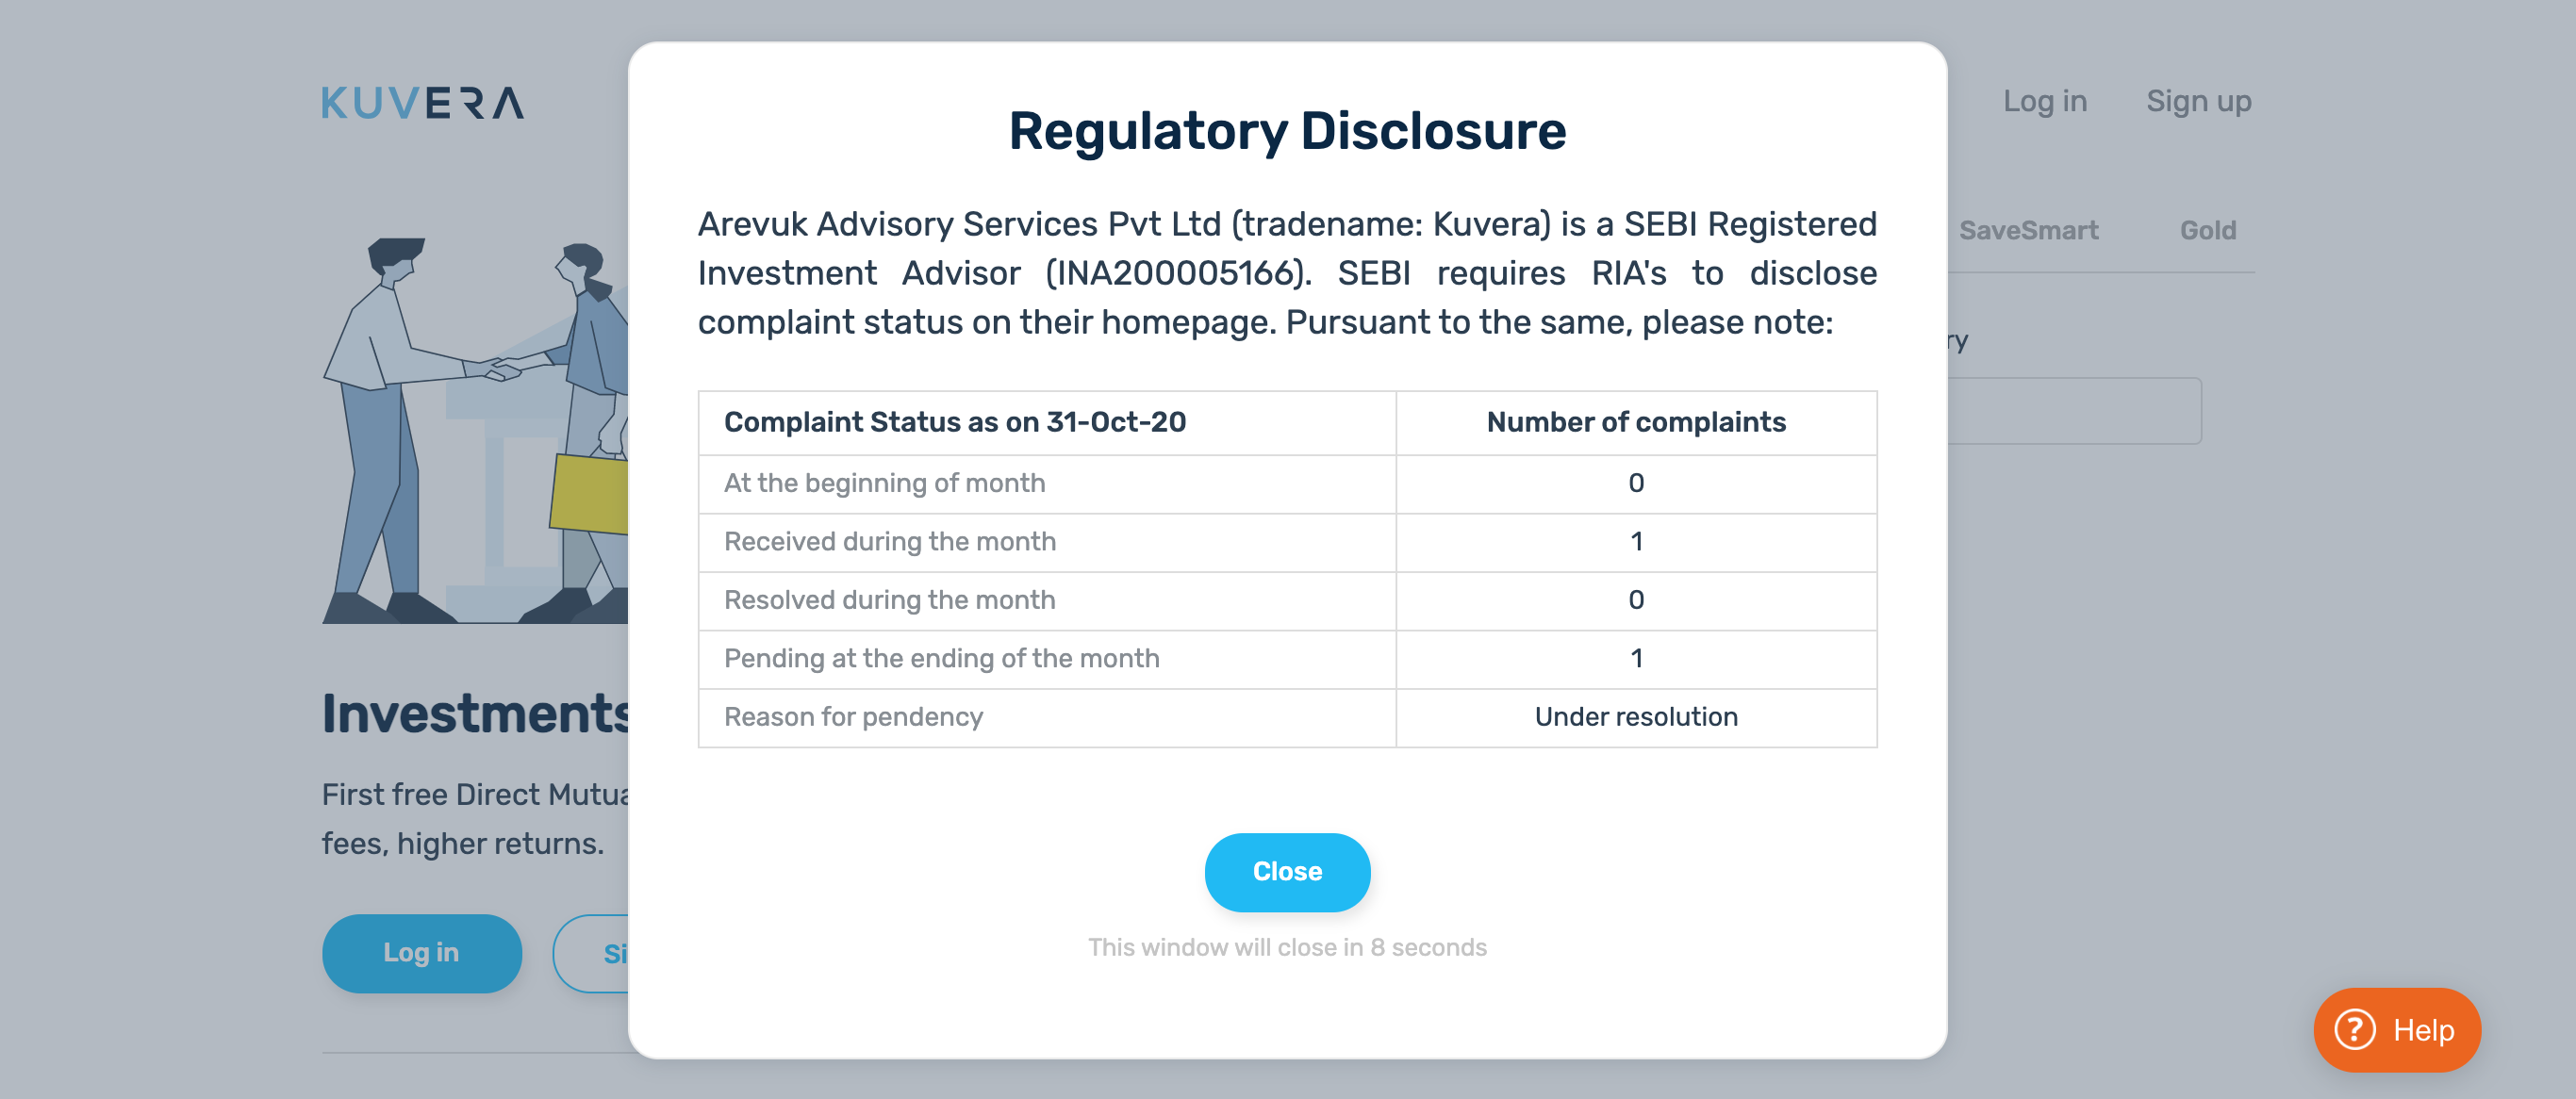 KUVERA
Log in
Sign up
SaveSmart
Gold
Regulatory Disclosure
Arevuk Advisory Services Pvt Ltd (tradename: Kuvera) is a SEBI Registered
Investment Advisor (INA200005166). SEBI requires RIA's to disclose
complaint status on their homepage. Pursuant to the same, please note:
Complaint Status as on 31-Oct-20 Number of complaints
At the beginning of month 0
Received during the month 1
Resolved during the month 0
Pending at the ending of the month 1
Reason for pendency Under resolution
Close
This window will close in 8 seconds
Investments
First free Direct
fees, higher returns.
Log in
Help